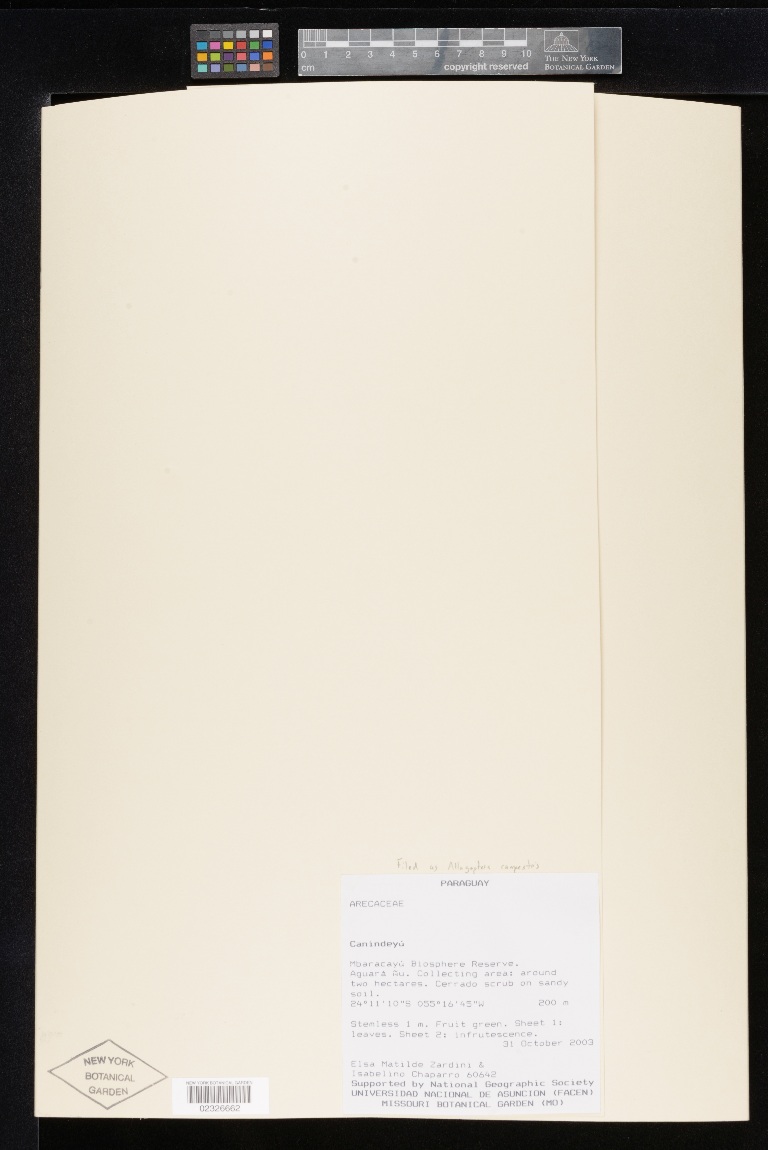 0 1 2 3 4 5 6 7 8 9 10
cm
copyright reserved
THE NEW YORK
BOTANICAL GARDEN
Filed as Allagoptera campestris
PARAGUAY
ARECACEAE
Canindeyú
Mbaracayú Biosphere Reserve.
Aguará Ñu. Collecting area: around
two hectares. Cerrado scrub on sandy
soil.
24°11'10"S 055°16'45"W 200 m
Stemless 1 m. Fruit green. Sheet 1:
leaves. Sheet 2: infrutescence.
31 October 2003
Elsa Matilde Zardini &
Isabelino Chaparro 60642
Supported by National Geographic Society
UNIVERSIDAD NACIONAL DE ASUNCION (FACEN)
MISSOURI BOTANICAL GARDEN (MO)
NEW YORK
BOTANICAL
GARDEN
NEW YORK BOTANICAL GARDEN
02326662